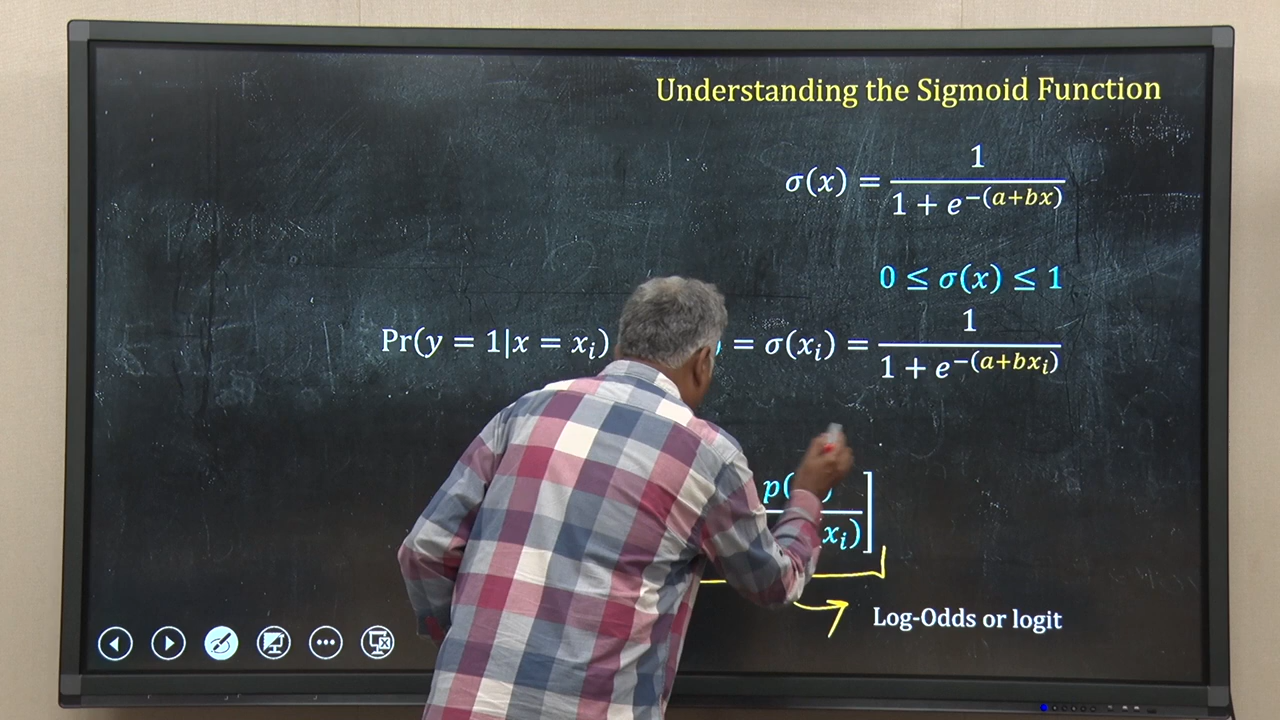 Understanding the Sigmoid Function
σ(x) = 1 / (1 + e^−(a+bx))
0 ≤ σ(x) ≤ 1
Pr(y = 1|x = xᵢ) ) = σ(xᵢ) = 1 / (1 + e^−(a+bxᵢ))
p( )
xᵢ) ]
Log-Odds or logit